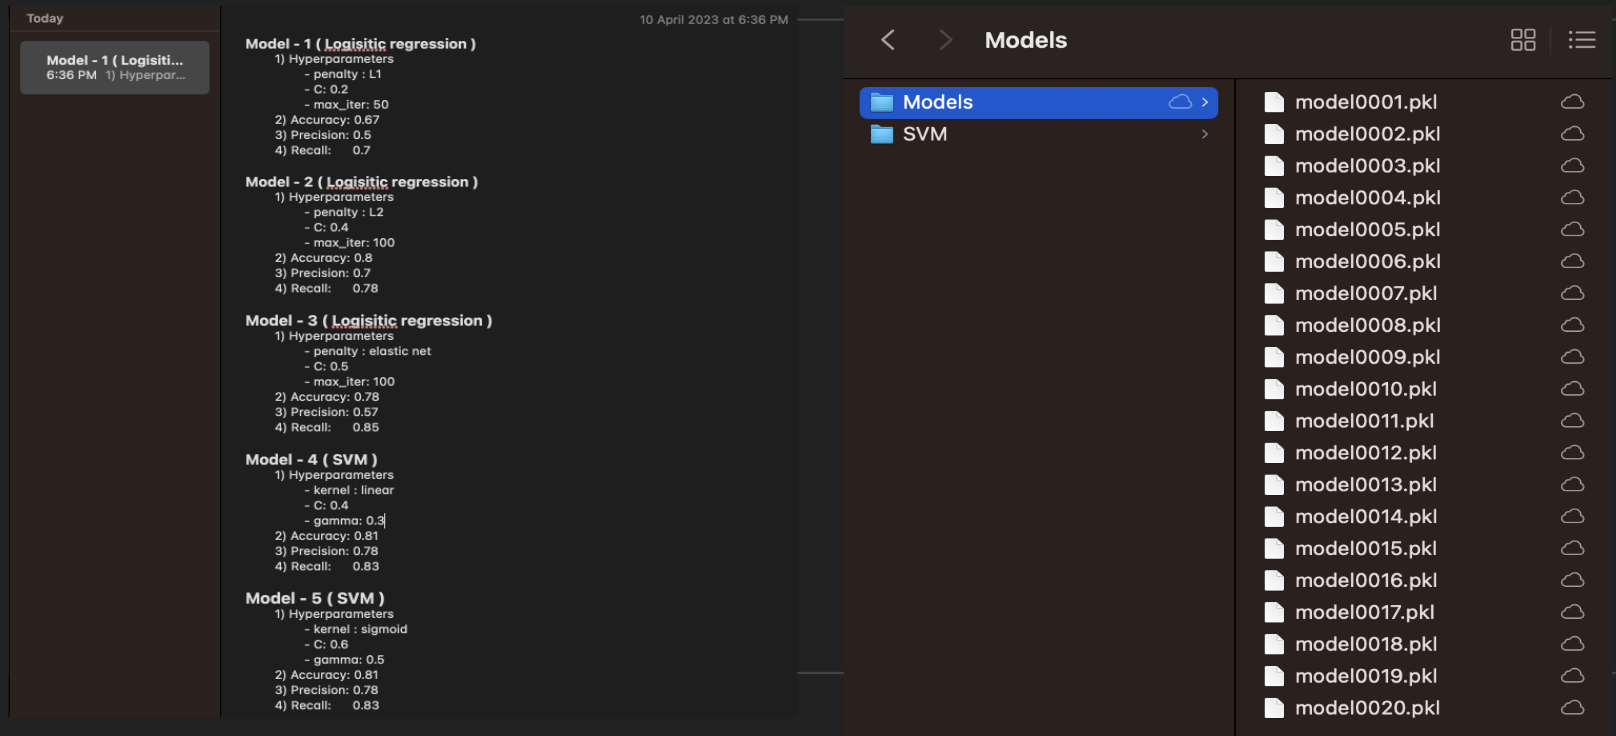 Today
Model - 1 ( Logisiti...
6:36 PM 1) Hyperpar...
10 April 2023 at 6:36 PM
Model - 1 ( Logisitic regression )
1) Hyperparameters
- penalty : L1
- C: 0.2
- max_iter: 50
2) Accuracy: 0.67
3) Precision: 0.5
4) Recall: 0.7
Model - 2 ( Logisitic regression )
1) Hyperparameters
- penalty : L2
- C: 0.4
- max_iter: 100
2) Accuracy: 0.8
3) Precision: 0.7
4) Recall: 0.78
Model - 3 ( Logisitic regression )
1) Hyperparameters
- penalty : elastic net
- C: 0.5
- max_iter: 100
2) Accuracy: 0.78
3) Precision: 0.57
4) Recall: 0.85
Model - 4 ( SVM )
1) Hyperparameters
- kernel : linear
- C: 0.4
- gamma: 0.3
2) Accuracy: 0.81
3) Precision: 0.78
4) Recall: 0.83
Model - 5 ( SVM )
1) Hyperparameters
- kernel : sigmoid
- C: 0.6
- gamma: 0.5
2) Accuracy: 0.81
3) Precision: 0.78
4) Recall: 0.83
Models
Models
SVM
model0001.pkl
model0002.pkl
model0003.pkl
model0004.pkl
model0005.pkl
model0006.pkl
model0007.pkl
model0008.pkl
model0009.pkl
model0010.pkl
model0011.pkl
model0012.pkl
model0013.pkl
model0014.pkl
model0015.pkl
model0016.pkl
model0017.pkl
model0018.pkl
model0019.pkl
model0020.pkl